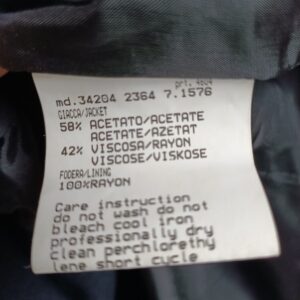 prt. 4604
md.34204 2364 7.1576
GIACCA/JACKET
58% ACETATO/ACETATE
ACETATE/AZETAT
42% VISCOSA/RAYON
VISCOSE/VISKOSE
FODERA/LINING
100%RAYON
Care instruction
do not wash do not
bleach cool iron
professionally dry
clean perchlorethy
lene short cycle